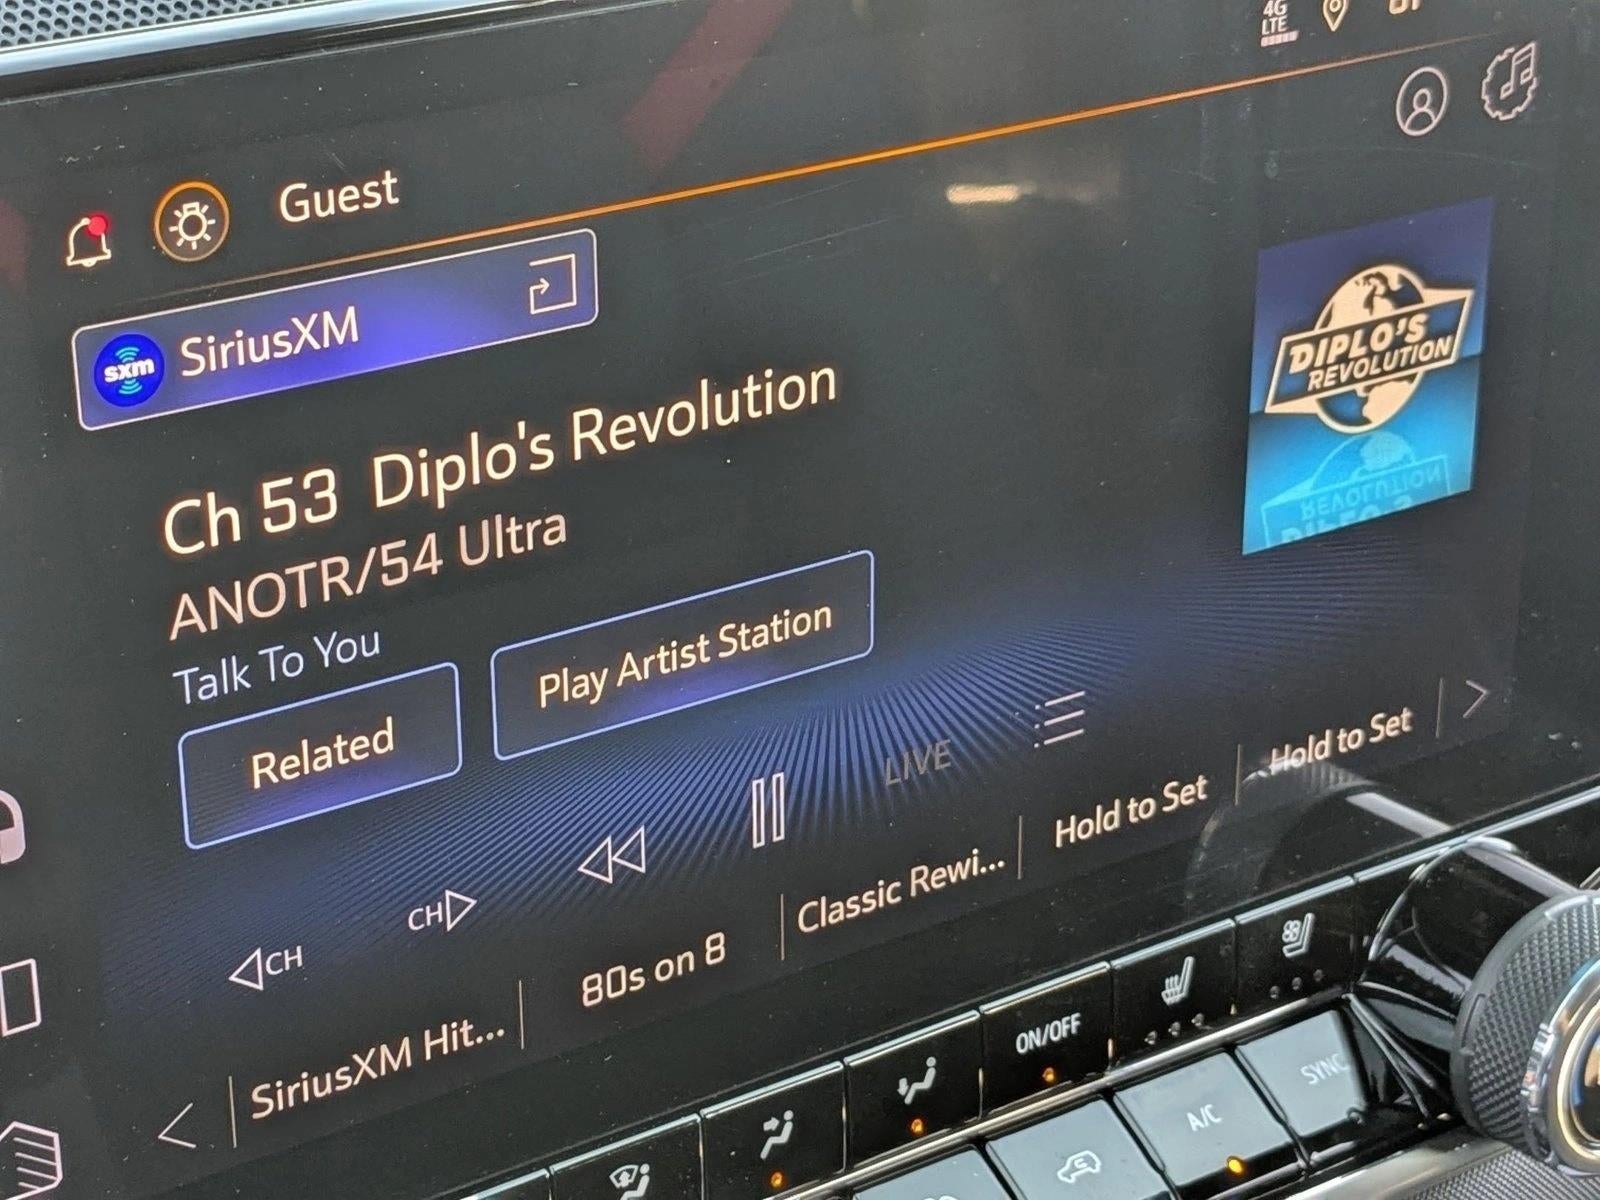 4G
LTE
Guest
sxm SiriusXM
Ch 53 Diplo's Revolution
ANOTR/54 Ultra
Talk To You
DIPLO'S
REVOLUTION
Related
Play Artist Station
CH
CH
LIVE
SiriusXM Hit...
80s on 8
Classic Rewi...
Hold to Set
Hold to Set
ON/OFF
A/C
SYNC